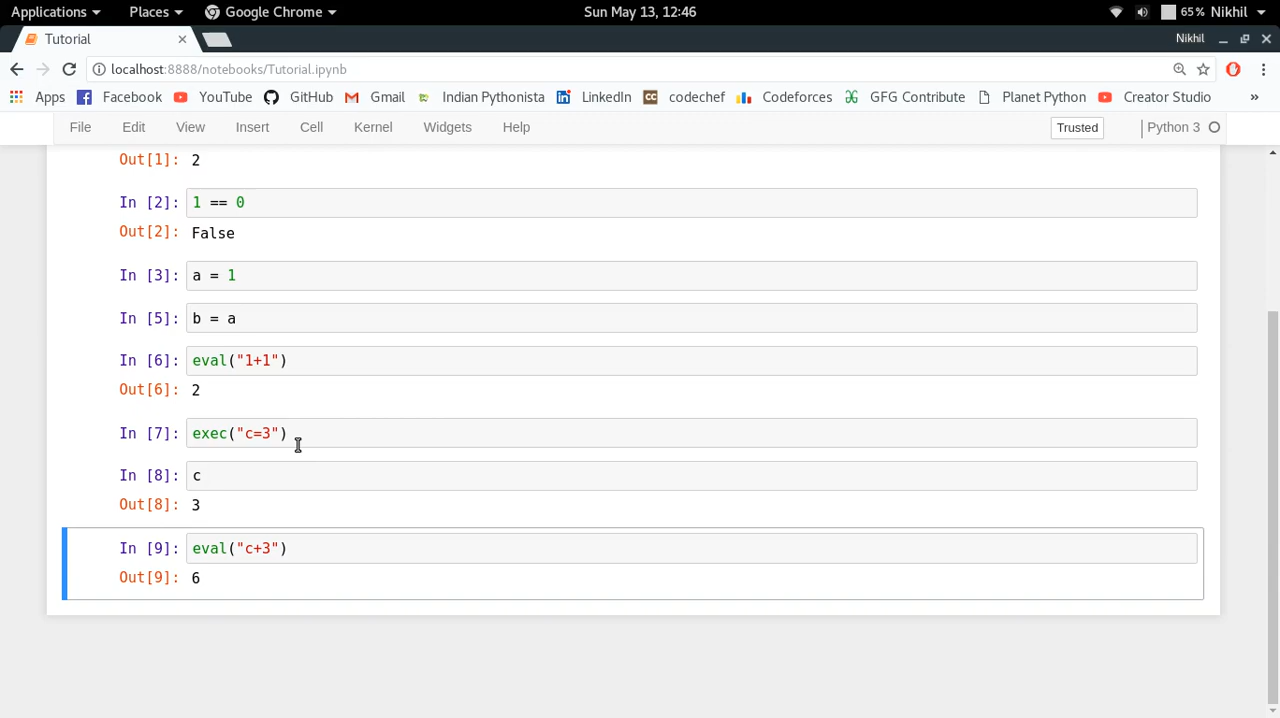 Applications Places Google Chrome Sun May 13, 12:46 65% Nikhil
Tutorial Nikhil
localhost:8888/notebooks/Tutorial.ipynb
Apps Facebook YouTube GitHub Gmail Indian Pythonista LinkedIn codechef Codeforces GFG Contribute Planet Python Creator Studio »
File Edit View Insert Cell Kernel Widgets Help Trusted Python 3
Out[1]: 2
In [2]: 1 == 0
Out[2]: False
In [3]: a = 1
In [5]: b = a
In [6]: eval("1+1")
Out[6]: 2
In [7]: exec("c=3")
In [8]: c
Out[8]: 3
In [9]: eval("c+3")
Out[9]: 6